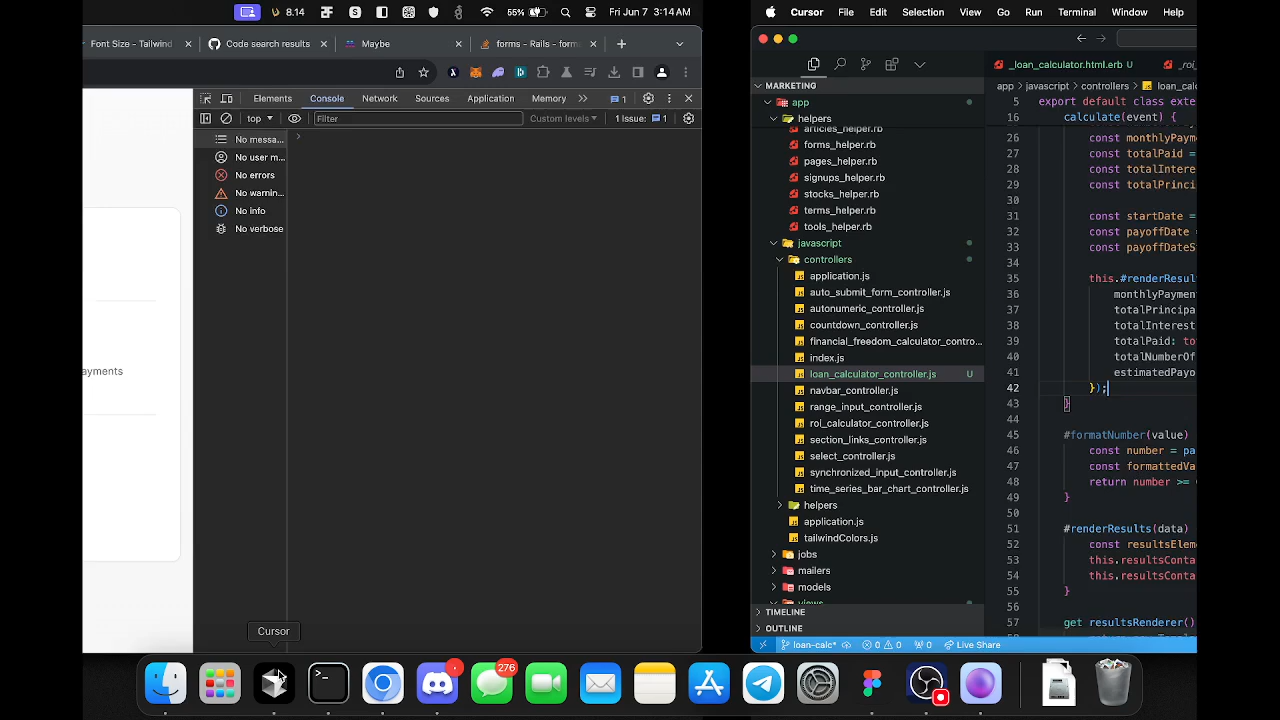 8.14
55%
Fri Jun 7 3:14 AM
Font Size - Tailwind
Code search results
Maybe
forms - Rails - form
Elements
Console
Network
Sources
Application
Memory
1
top
Filter
Custom levels
1 Issue:
1
No messa...
No user m...
No errors
No warnin...
No info
No verbose
ayments
Cursor
276
Cursor
File
Edit
Selection
View
Go
Run
Terminal
Window
Help
_loan_calculator.html.erb U
MARKETING
app
helpers
articles_helper.rb
forms_helper.rb
pages_helper.rb
signups_helper.rb
stocks_helper.rb
terms_helper.rb
tools_helper.rb
javascript
controllers
application.js
auto_submit_form_controller.js
autonumeric_controller.js
countdown_controller.js
financial_freedom_calculator_contro...
index.js
loan_calculator_controller.js U
navbar_controller.js
range_input_controller.js
roi_calculator_controller.js
section_links_controller.js
select_controller.js
synchronized_input_controller.js
time_series_bar_chart_controller.js
helpers
application.js
tailwindColors.js
jobs
mailers
models
views
TIMELINE
OUTLINE
loan-calc*
0
0
0
Live Share
app > javascript > controllers > loan_calc
5 export default class exte
16 calculate(event) {
26 const monthlyPayme
27 const totalPaid =
28 const totalInteres
29 const totalPrinci
30
31 const startDate =
32 const payoffDate
33 const payoffDateS
34
35 this.#renderResul
36 monthlyPayment
37 totalPrincipa
38 totalInterest
39 totalPaid: to
40 totalNumberOf
41 estimatedPayo
42 });
43 }
44
45 #formatNumber(value)
46 const number = pa
47 const formattedVa
48 return number >=
49 }
50
51 #renderResults(data)
52 const resultsElem
53 this.resultsConta
54 this.resultsConta
55 }
56
57 get resultsRenderer()
58